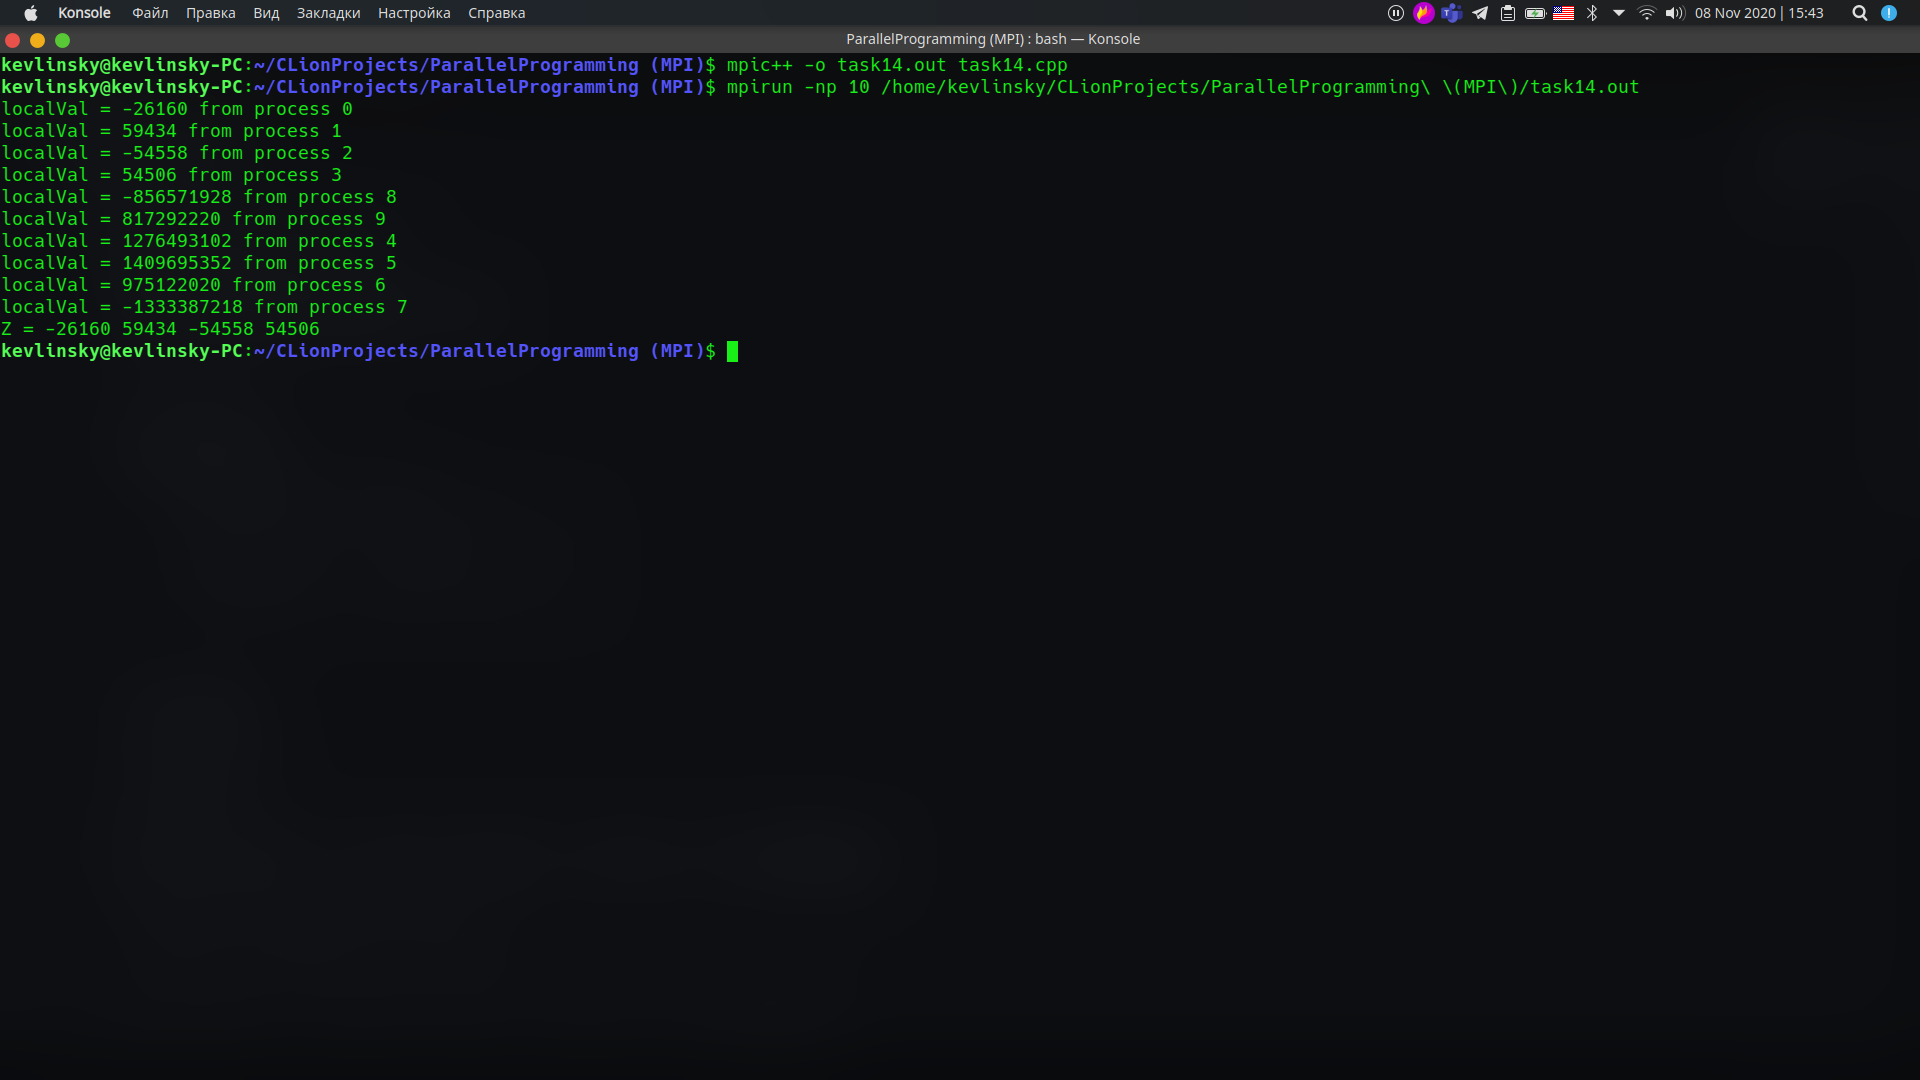 Konsole Файл Правка Вид Закладки Настройка Справка 08 Nov 2020 | 15:43
ParallelProgramming (MPI) : bash — Konsole
kevlinsky@kevlinsky-PC:~/CLionProjects/ParallelProgramming (MPI)$ mpic++ -o task14.out task14.cpp
kevlinsky@kevlinsky-PC:~/CLionProjects/ParallelProgramming (MPI)$ mpirun -np 10 /home/kevlinsky/CLionProjects/ParallelProgramming\ \(MPI\)/task14.out
localVal = -26160 from process 0
localVal = 59434 from process 1
localVal = -54558 from process 2
localVal = 54506 from process 3
localVal = -856571928 from process 8
localVal = 817292220 from process 9
localVal = 1276493102 from process 4
localVal = 1409695352 from process 5
localVal = 975122020 from process 6
localVal = -1333387218 from process 7
Z = -26160 59434 -54558 54506
kevlinsky@kevlinsky-PC:~/CLionProjects/ParallelProgramming (MPI)$